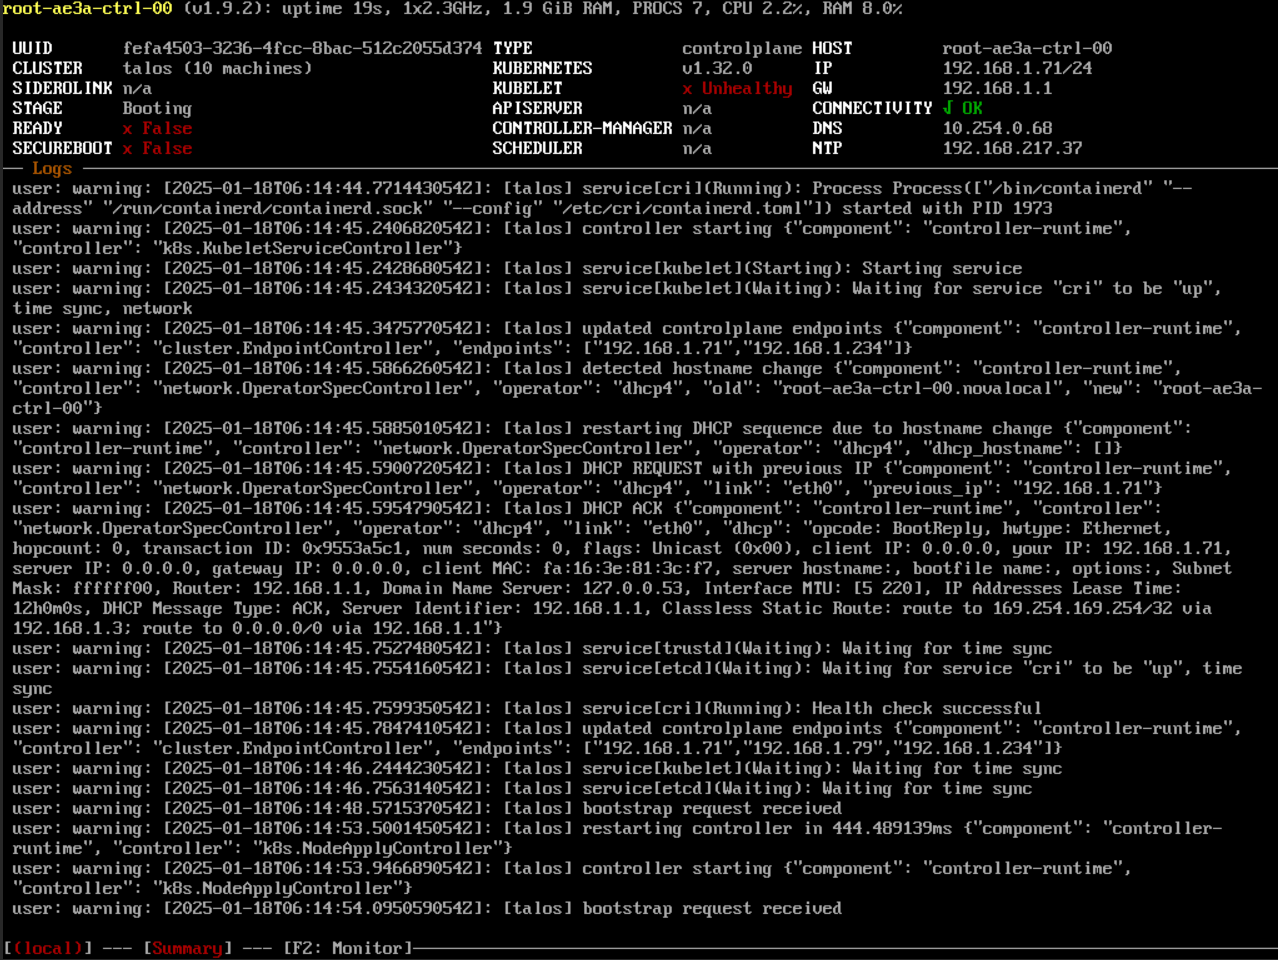 root-ae3a-ctrl-00 (v1.9.2): uptime 19s, 1x2.3GHz, 1.9 GiB RAM, PROCS 7, CPU 2.2%, RAM 8.0%
UUID fefa4503-3236-4fcc-8bac-512c2055d374 TYPE controlplane HOST root-ae3a-ctrl-00
CLUSTER talos (10 machines) KUBERNETES v1.32.0 IP 192.168.1.71/24
SIDEROLINK n/a KUBELET x Unhealthy GW 192.168.1.1
STAGE Booting APISERVER n/a CONNECTIVITY √ OK
READY x False CONTROLLER-MANAGER n/a DNS 10.254.0.68
SECUREBOOT x False SCHEDULER n/a NTP 192.168.217.37
Logs
user: warning: [2025-01-18T06:14:44.771443054Z]: [talos] service[cri](Running): Process Process(["/bin/containerd" "--
address" "/run/containerd/containerd.sock" "--config" "/etc/cri/containerd.toml"]) started with PID 1973
user: warning: [2025-01-18T06:14:45.240682054Z]: [talos] controller starting {"component": "controller-runtime",
"controller": "k8s.KubeletServiceController"}
user: warning: [2025-01-18T06:14:45.242868054Z]: [talos] service[kubelet](Starting): Starting service
user: warning: [2025-01-18T06:14:45.243432054Z]: [talos] service[kubelet](Waiting): Waiting for service "cri" to be "up",
time sync, network
user: warning: [2025-01-18T06:14:45.347577054Z]: [talos] updated controlplane endpoints {"component": "controller-runtime",
"controller": "cluster.EndpointController", "endpoints": ["192.168.1.71","192.168.1.234"]}
user: warning: [2025-01-18T06:14:45.586626054Z]: [talos] detected hostname change {"component": "controller-runtime",
"controller": "network.OperatorSpecController", "operator": "dhcp4", "old": "root-ae3a-ctrl-00.novalocal", "new": "root-ae3a-
ctrl-00"}
user: warning: [2025-01-18T06:14:45.588501054Z]: [talos] restarting DHCP sequence due to hostname change {"component":
"controller-runtime", "controller": "network.OperatorSpecController", "operator": "dhcp4", "dhcp_hostname": []}
user: warning: [2025-01-18T06:14:45.590072054Z]: [talos] DHCP REQUEST with previous IP {"component": "controller-runtime",
"controller": "network.OperatorSpecController", "operator": "dhcp4", "link": "eth0", "previous_ip": "192.168.1.71"}
user: warning: [2025-01-18T06:14:45.595479054Z]: [talos] DHCP ACK {"component": "controller-runtime", "controller":
"network.OperatorSpecController", "operator": "dhcp4", "link": "eth0", "dhcp": "opcode: BootReply, hwtype: Ethernet,
hopcount: 0, transaction ID: 0x9553a5c1, num seconds: 0, flags: Unicast (0x00), client IP: 0.0.0.0, your IP: 192.168.1.71,
server IP: 0.0.0.0, gateway IP: 0.0.0.0, client MAC: fa:16:3e:81:3c:f7, server hostname:, bootfile name:, options:, Subnet
Mask: ffffff00, Router: 192.168.1.1, Domain Name Server: 127.0.0.53, Interface MTU: [5 220], IP Addresses Lease Time:
12h0m0s, DHCP Message Type: ACK, Server Identifier: 192.168.1.1, Classless Static Route: route to 169.254.169.254/32 via
192.168.1.3; route to 0.0.0.0/0 via 192.168.1.1"}
user: warning: [2025-01-18T06:14:45.752748054Z]: [talos] service[trustd](Waiting): Waiting for time sync
user: warning: [2025-01-18T06:14:45.755416054Z]: [talos] service[etcd](Waiting): Waiting for service "cri" to be "up", time
sync
user: warning: [2025-01-18T06:14:45.759935054Z]: [talos] service[cri](Running): Health check successful
user: warning: [2025-01-18T06:14:45.784741054Z]: [talos] updated controlplane endpoints {"component": "controller-runtime",
"controller": "cluster.EndpointController", "endpoints": ["192.168.1.71","192.168.1.79","192.168.1.234"]}
user: warning: [2025-01-18T06:14:46.244423054Z]: [talos] service[kubelet](Waiting): Waiting for time sync
user: warning: [2025-01-18T06:14:46.756314054Z]: [talos] service[etcd](Waiting): Waiting for time sync
user: warning: [2025-01-18T06:14:48.571537054Z]: [talos] bootstrap request received
user: warning: [2025-01-18T06:14:53.500145054Z]: [talos] restarting controller in 444.489139ms {"component": "controller-
runtime", "controller": "k8s.NodeApplyController"}
user: warning: [2025-01-18T06:14:53.946689054Z]: [talos] controller starting {"component": "controller-runtime",
"controller": "k8s.NodeApplyController"}
user: warning: [2025-01-18T06:14:54.095059054Z]: [talos] bootstrap request received
[(local)] --- [Summary] --- [F2: Monitor]